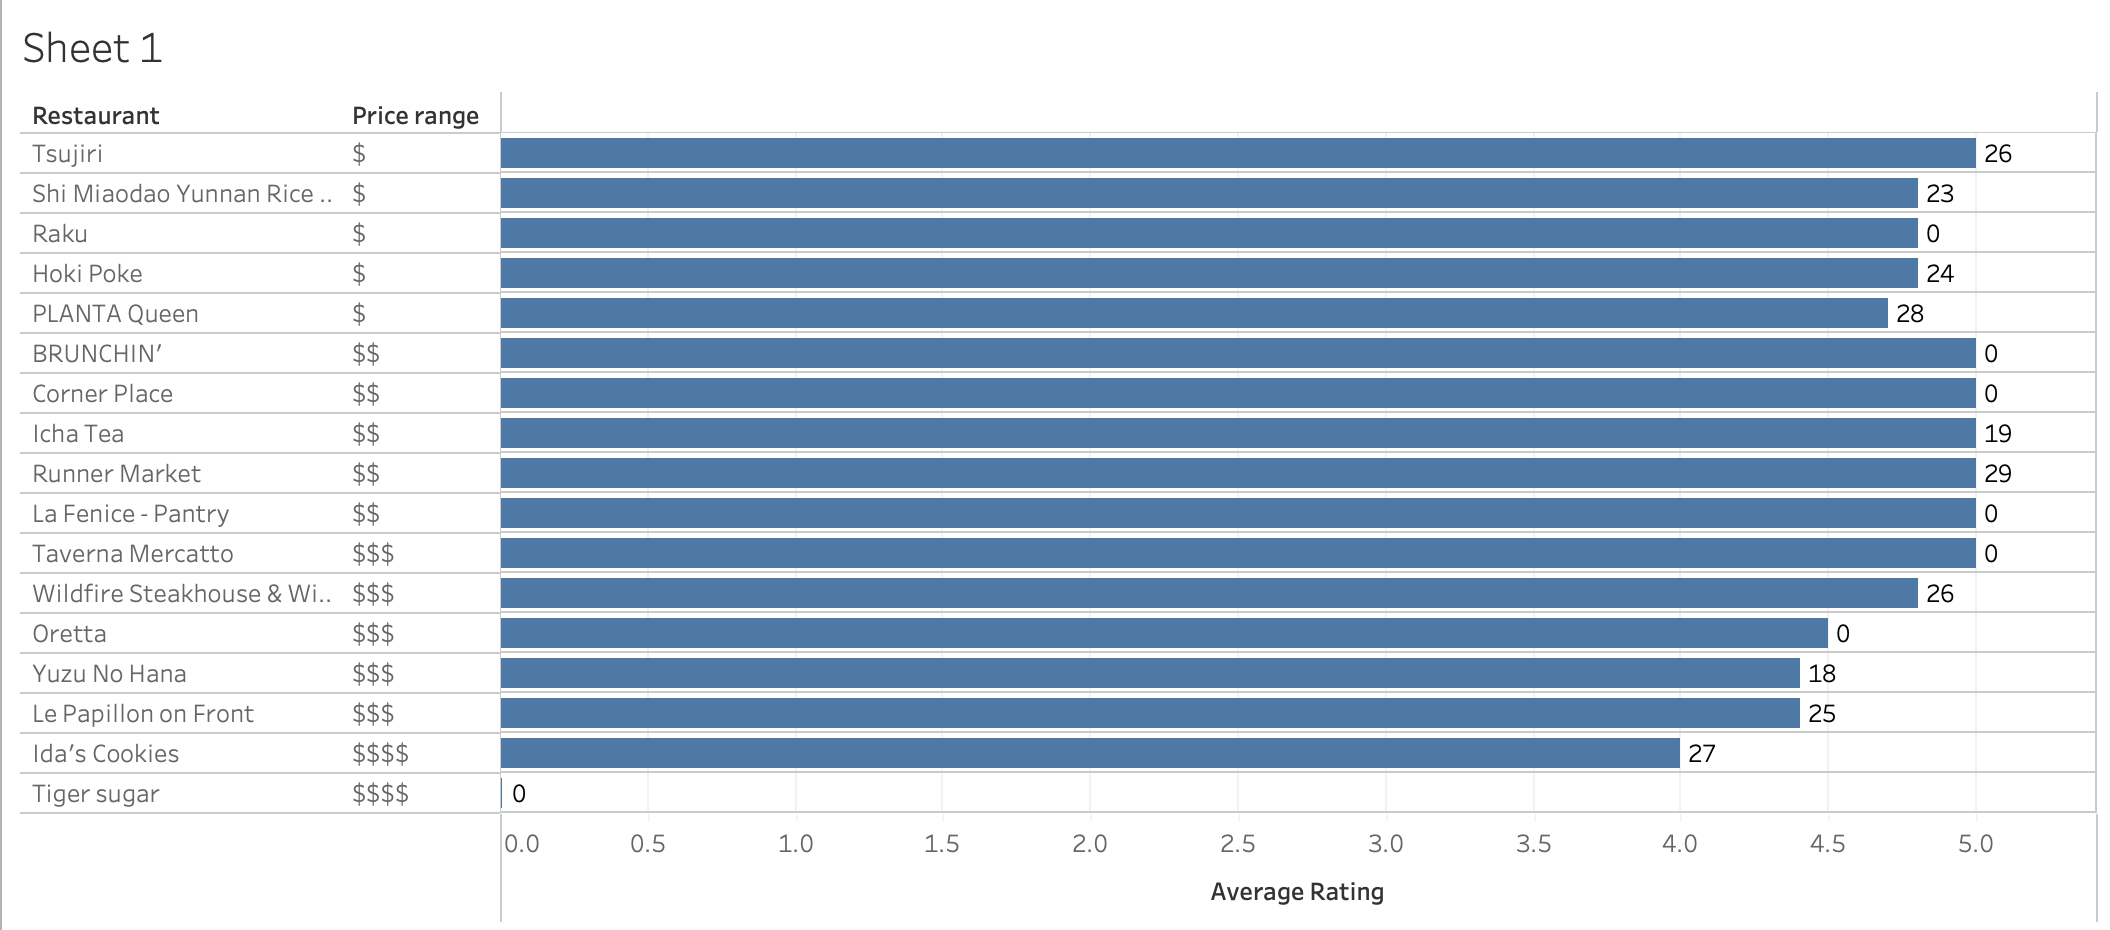 Sheet 1
Restaurant Price range
Tsujiri $ 26
Shi Miaodao Yunnan Rice .. $ 23
Raku $ 0
Hoki Poke $ 24
PLANTA Queen $ 28
BRUNCHIN’ $$ 0
Corner Place $$ 0
Icha Tea $$ 19
Runner Market $$ 29
La Fenice - Pantry $$ 0
Taverna Mercatto $$$ 0
Wildfire Steakhouse & Wi.. $$$ 26
Oretta $$$ 0
Yuzu No Hana $$$ 18
Le Papillon on Front $$$ 25
Ida’s Cookies $$$$ 27
Tiger sugar $$$$ 0
0.0 0.5 1.0 1.5 2.0 2.5 3.0 3.5 4.0 4.5 5.0
Average Rating